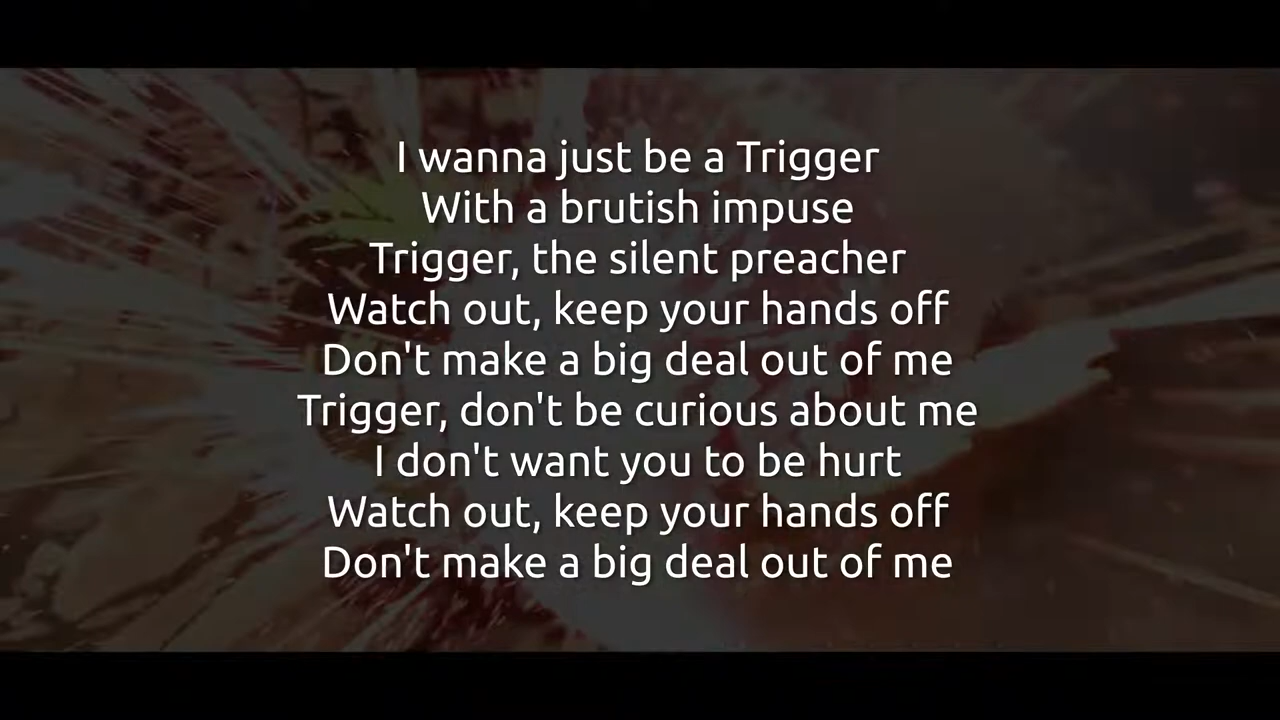 I wanna just be a Trigger
With a brutish impuse
Trigger, the silent preacher
Watch out, keep your hands off
Don't make a big deal out of me
Trigger, don't be curious about me
I don't want you to be hurt
Watch out, keep your hands off
Don't make a big deal out of me